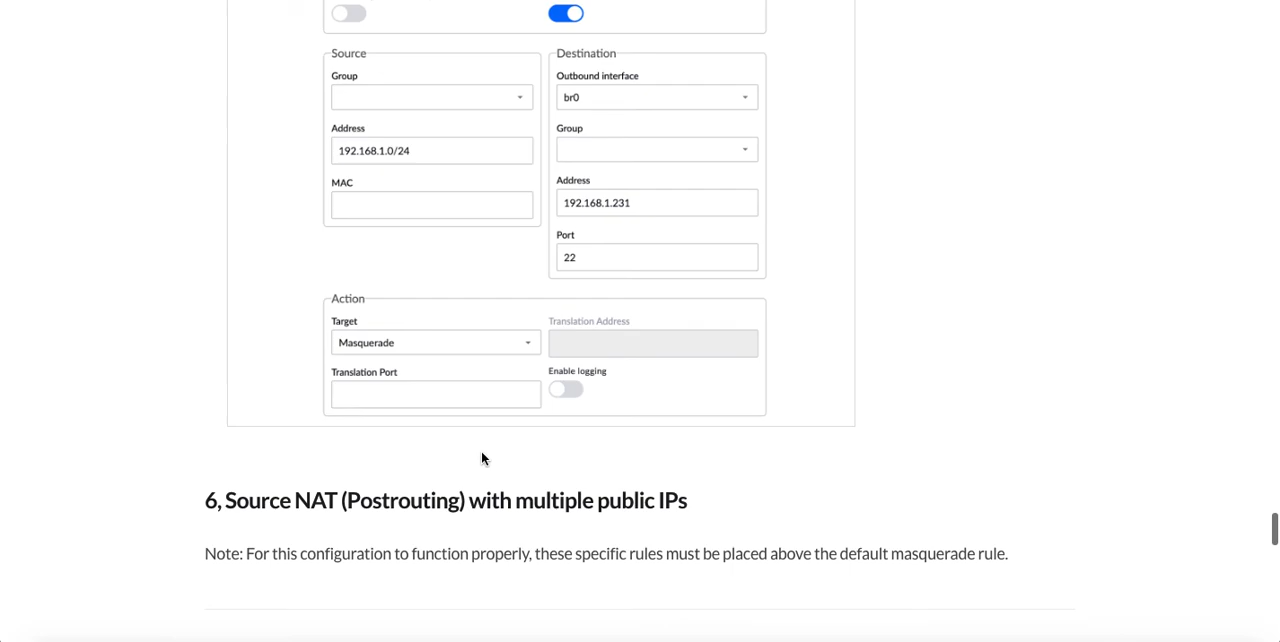 Source
Destination
Group
Outbound interface
br0
Address
Group
192.168.1.0/24
MAC
Address
192.168.1.231
Port
22
Action
Target
Translation Address
Masquerade
Translation Port
Enable logging
6, Source NAT (Postrouting) with multiple public IPs
Note: For this configuration to function properly, these specific rules must be placed above the default masquerade rule.